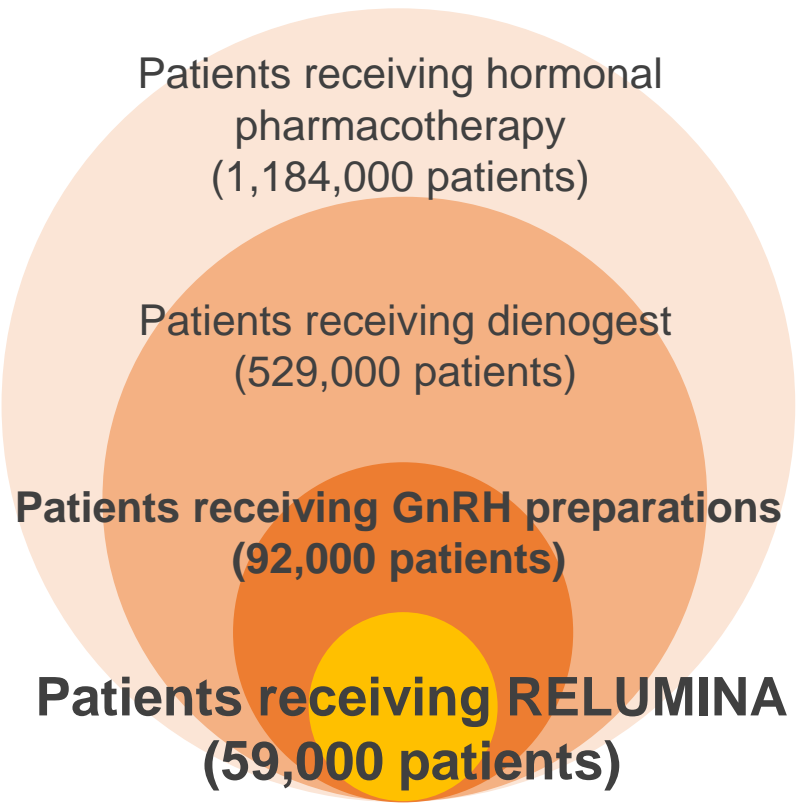 Patients receiving hormonal
pharmacotherapy
(1,184,000 patients)
Patients receiving dienogest
(529,000 patients)
Patients receiving GnRH preparations
(92,000 patients)
Patients receiving RELUMINA
(59,000 patients)